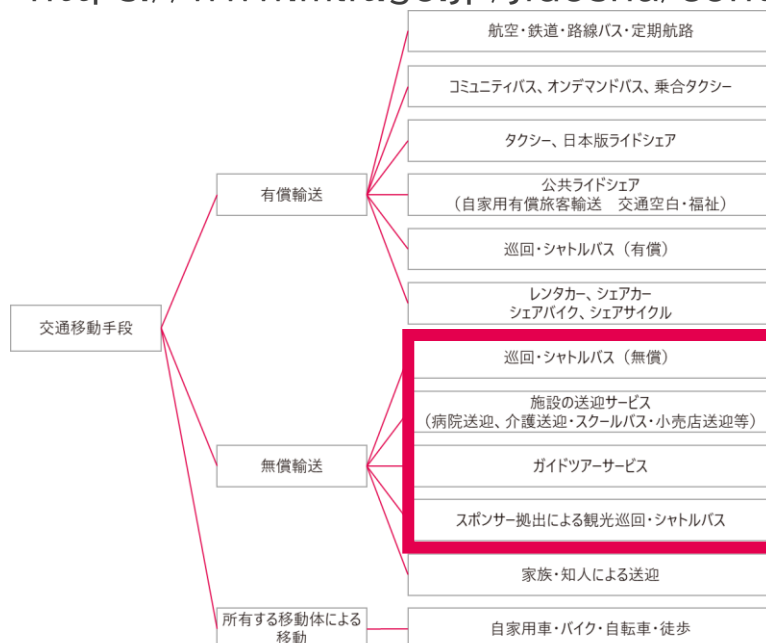 航空・鉄道・路線バス・定期航路
コミュニティバス、オンデマンドバス、乗合タクシー
タクシー、日本版ライドシェア
有償輸送
公共ライドシェア
（自家用有償旅客輸送　交通空白・福祉）
巡回・シャトルバス（有償）
レンタカー、シェアカー
シェアバイク、シェアサイクル
交通移動手段
巡回・シャトルバス（無償）
施設の送迎サービス
（病院送迎、介護送迎・スクールバス・小売店送迎等）
無償輸送
ガイドツアーサービス
スポンサー拠出による観光巡回・シャトルバス
家族・知人による送迎
所有する移動体による
移動
自家用車・バイク・自転車・徒歩